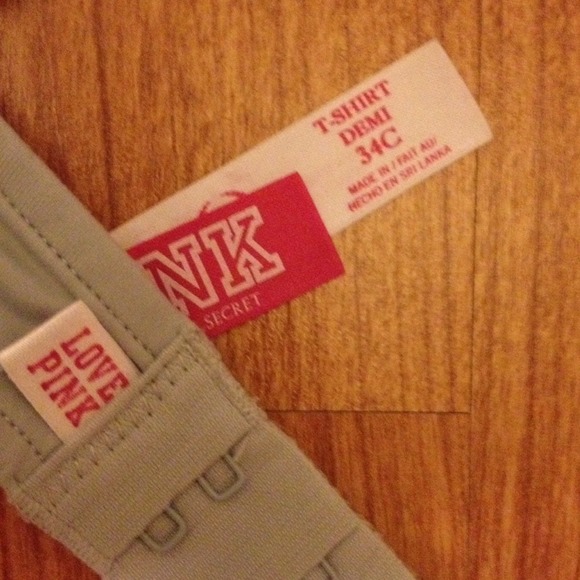 T-SHIRT
DEMI
34C
MADE IN / FAIT AU/
HECHO EN SRI LANKA
NK
SECRET
LOVE
PINK